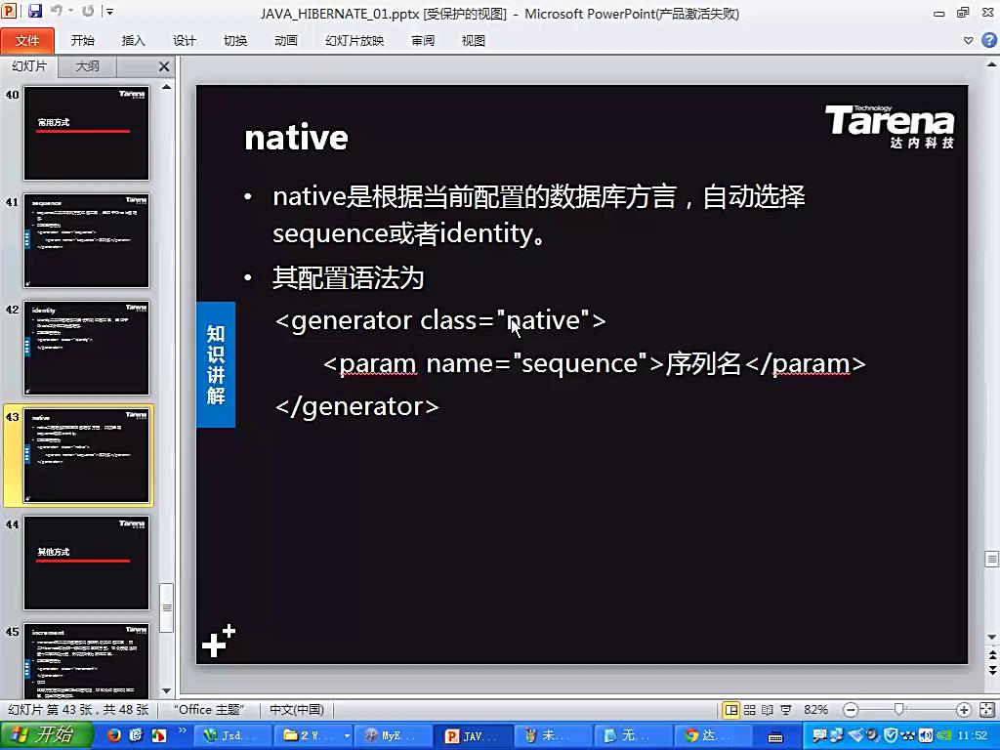 JAVA_HIBERNATE_01.pptx [受保护的视图] - Microsoft PowerPoint(产品激活失败)
文件 开始 插入 设计 切换 动画 幻灯片放映 审阅 视图
幻灯片 大纲
40
常用方式
Tarena
41
sequence
Tarena
42
identity
Tarena
43
native
Tarena
44
其他方式
Tarena
45
increment
Tarena
Technology
Tarena
达内科技
native
• native是根据当前配置的数据库方言，自动选择
sequence或者identity。
• 其配置语法为
<generator class="native">
<param name="sequence">序列名</param>
</generator>
知识讲解
幻灯片 第 43 张，共 48 张 "Office 主题" 中文(中国) 82%
开始 Jsd... 2 W... MyE... JAV... 未... 无... 达... 11:52